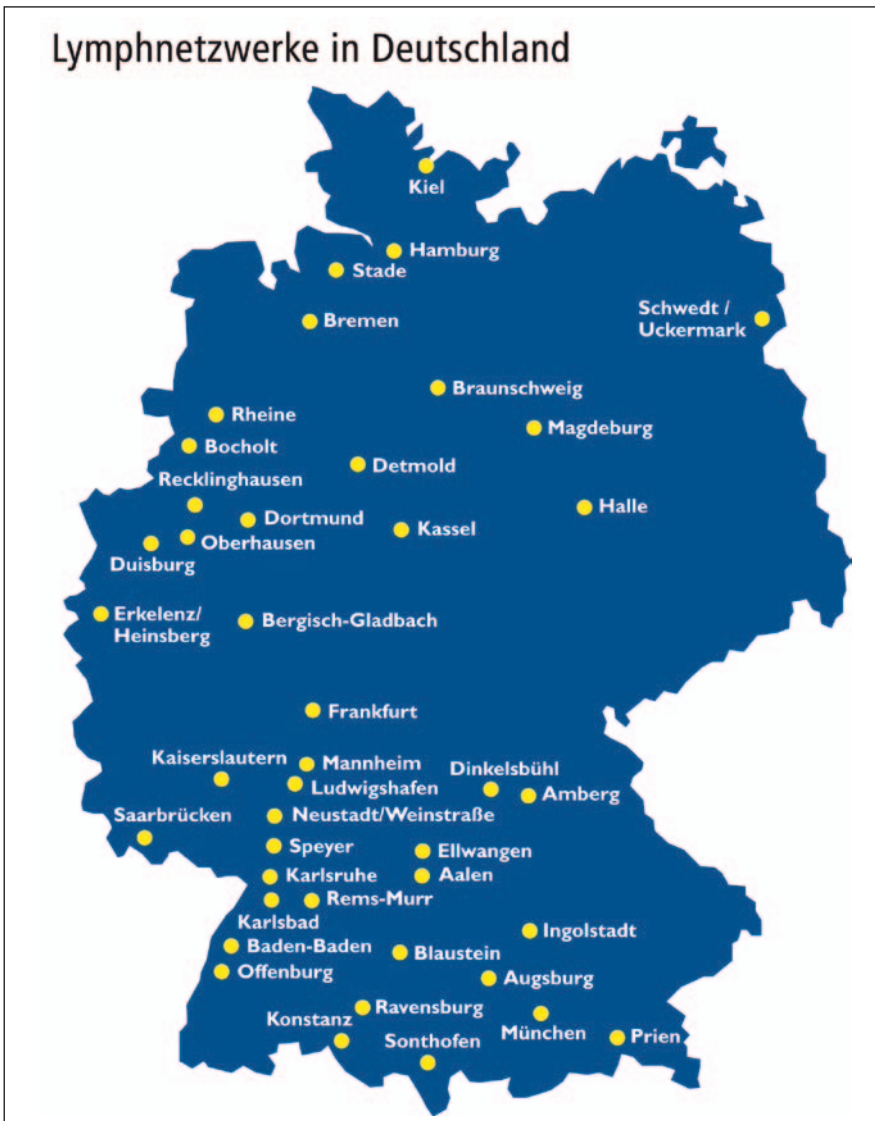 Lymphnetzwerke in Deutschland
Kiel
Hamburg
Stade
Schwedt /
Uckermark
Bremen
Braunschweig
Rheine
Magdeburg
Bocholt
Detmold
Recklinghausen
Halle
Dortmund
Kassel
Oberhausen
Duisburg
Erkelenz/
Heinsberg
Bergisch-Gladbach
Frankfurt
Kaiserslautern
Mannheim
Dinkelsbühl
Ludwigshafen
Amberg
Saarbrücken
Neustadt/Weinstraße
Speyer
Ellwangen
Karlsruhe
Aalen
Rems-Murr
Karlsbad
Ingolstadt
Baden-Baden
Blaustein
Offenburg
Augsburg
Ravensburg
Konstanz
München
Prien
Sonthofen